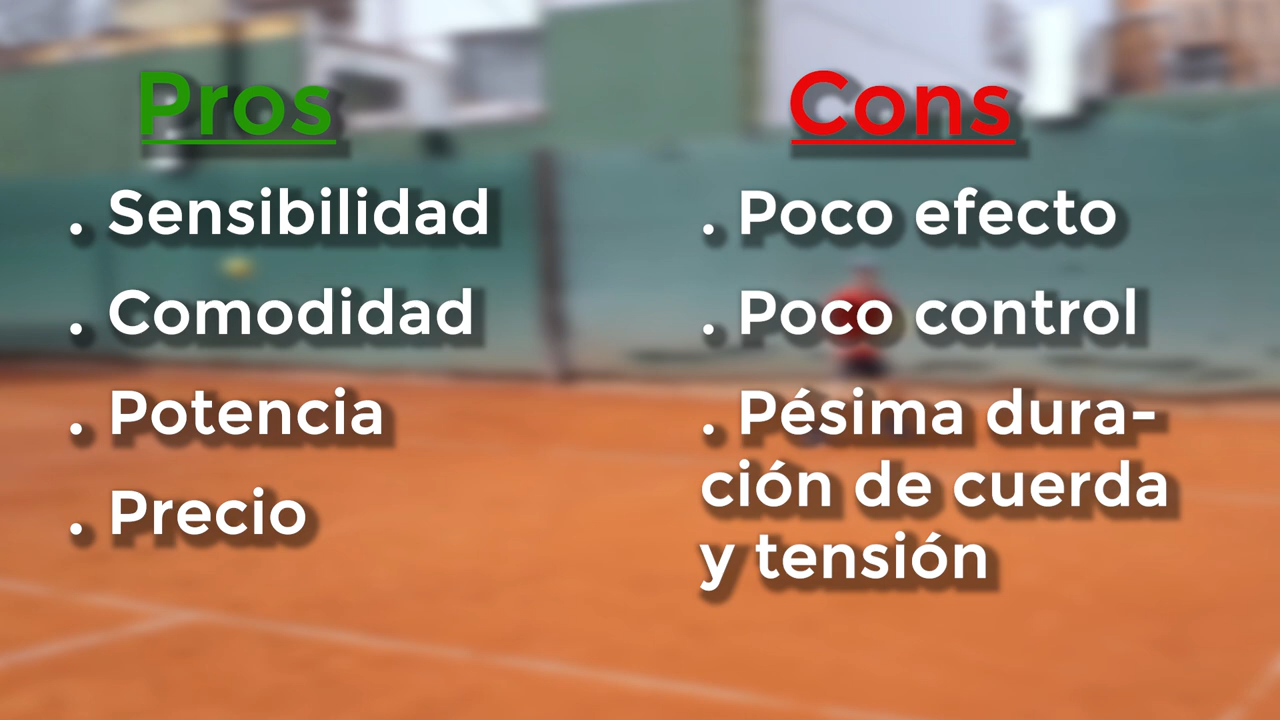 Pros
. Sensibilidad
. Comodidad
. Potencia
. Precio
Cons
. Poco efecto
. Poco control
. Pésima dura-
ción de cuerda
y tensión